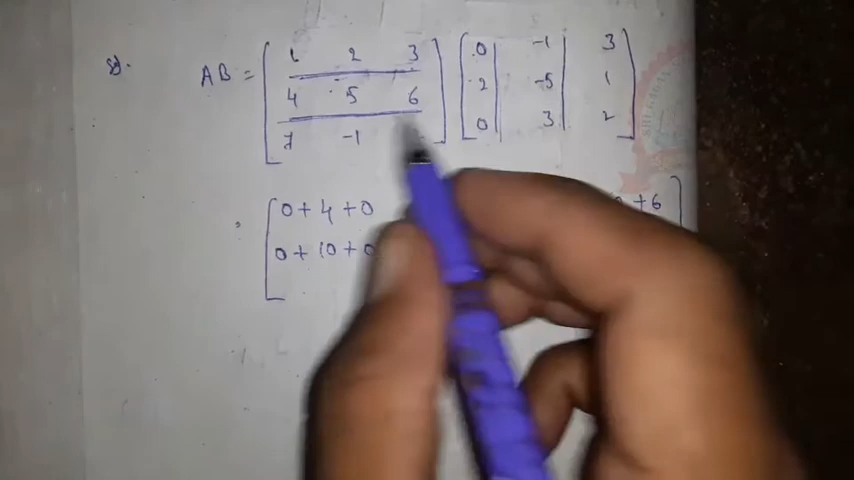 Sol. AB = [ 1 2 3 ] [ 0 | -1 | 3 ]
[ 4 5 6 ] [ 2 | -5 | 1 ]
[ 7 -1 ] [ 0 | 3 | 2 ]
= [ 0 + 4 + 0 + 6 ]
[ 0 + 10 + 0